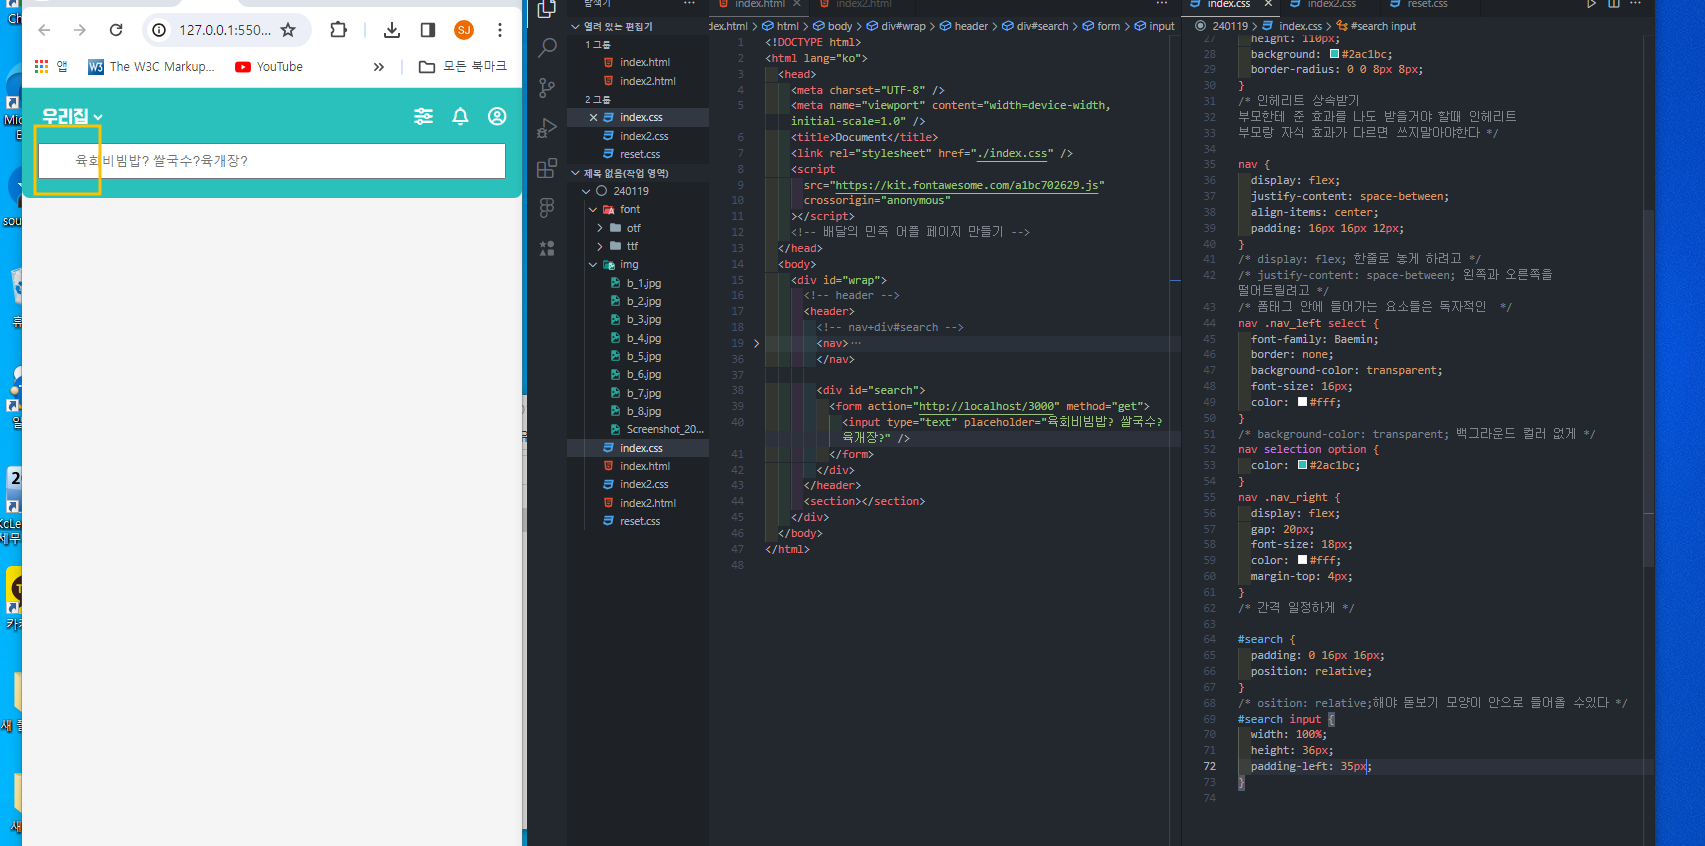 127.0.0.1:550...
SJ
앱
The W3C Markup...
YouTube
모든 북마크
우리집
육회비빔밥? 쌀국수?육개장?
열려 있는 편집기
1 그룹
index.html
index2.html
2 그룹
index.css
index2.css
reset.css
제목 없음(작업 영역)
240119
font
otf
ttf
img
b_1.jpg
b_2.jpg
b_3.jpg
b_4.jpg
b_5.jpg
b_6.jpg
b_7.jpg
b_8.jpg
Screenshot_20...
index.css
index.html
index2.css
index2.html
reset.css
index.html
index2.html
dex.html > html > body > div#wrap > header > div#search > form > input
1 <!DOCTYPE html>
2 <html lang="ko">
3 <head>
4 <meta charset="UTF-8" />
5 <meta name="viewport" content="width=device-width,
initial-scale=1.0" />
6 <title>Document</title>
7 <link rel="stylesheet" href="./index.css" />
8 <script
9 src="https://kit.fontawesome.com/a1bc702629.js"
10 crossorigin="anonymous"
11 ></script>
12 <!-- 배달의 민족 어플 페이지 만들기 -->
13 </head>
14 <body>
15 <div id="wrap">
16 <!-- header -->
17 <header>
18 <!-- nav+div#search -->
19 <nav>…
36 </nav>
37
38 <div id="search">
39 <form action="http://localhost/3000" method="get">
40 <input type="text" placeholder="육회비빔밥? 쌀국수?
육개장?" />
41 </form>
42 </div>
43 </header>
44 <section></section>
45 </div>
46 </body>
47 </html>
48
index.css
index2.css
reset.css
240119 > index.css > #search input
27 height: 110px;
28 background: #2ac1bc;
29 border-radius: 0 0 8px 8px;
30 }
31 /* 인헤리트 상속받기
32 부모한테 준 효과를 나도 받을거야 할때 인헤리트
33 부모랑 자식 효과가 다르면 쓰지말아야한다 */
34
35 nav {
36 display: flex;
37 justify-content: space-between;
38 align-items: center;
39 padding: 16px 16px 12px;
40 }
41 /* display: flex; 한줄로 놓게 하려고 */
42 /* justify-content: space-between; 왼쪽과 오른쪽을
떨어트릴려고 */
43 /* 폼태그 안에 들어가는 요소들은 독자적인  */
44 nav .nav_left select {
45 font-family: Baemin;
46 border: none;
47 background-color: transparent;
48 font-size: 16px;
49 color: #fff;
50 }
51 /* background-color: transparent; 백그라운드 컬러 없게 */
52 nav selection option {
53 color: #2ac1bc;
54 }
55 nav .nav_right {
56 display: flex;
57 gap: 20px;
58 font-size: 18px;
59 color: #fff;
60 margin-top: 4px;
61 }
62 /* 간격 일정하게 */
63
64 #search {
65 padding: 0 16px 16px;
66 position: relative;
67 }
68 /* osition: relative;해야 돋보기 모양이 안으로 들어올 수있다 */
69 #search input {
70 width: 100%;
71 height: 36px;
72 padding-left: 35px;
73 }
74